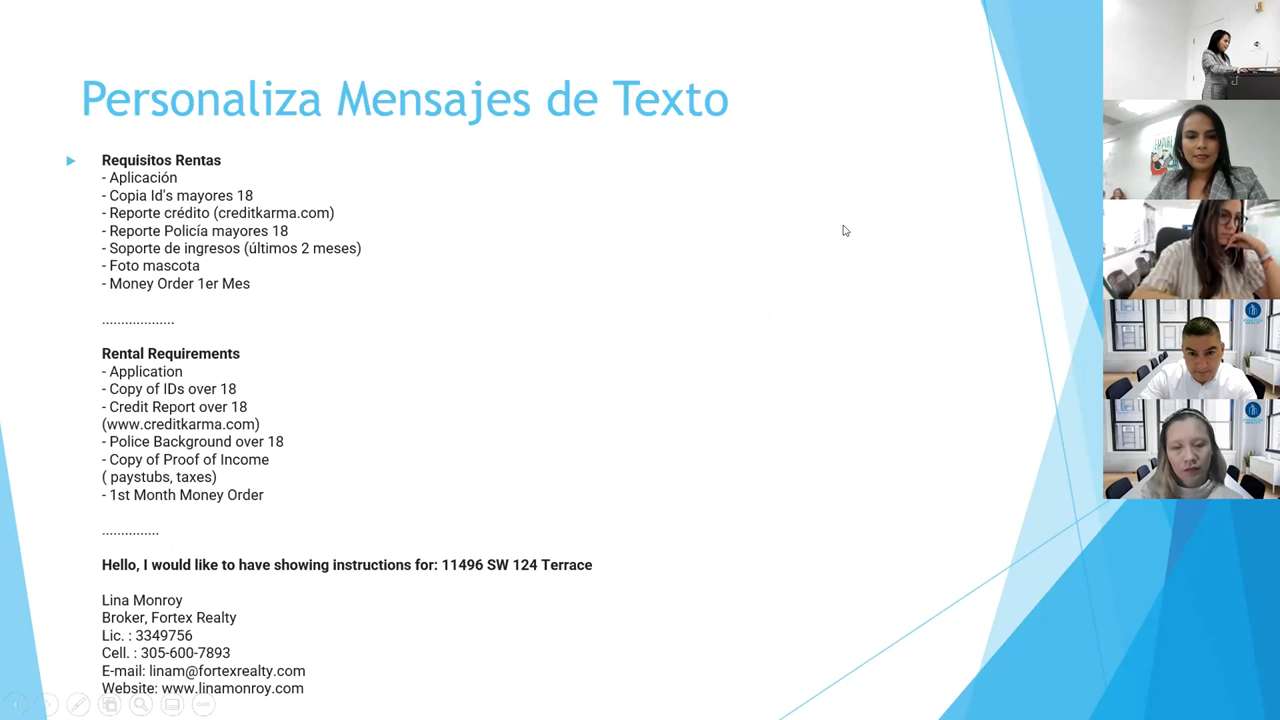 Personaliza Mensajes de Texto
Requisitos Rentas
- Aplicación
- Copia Id's mayores 18
- Reporte crédito (creditkarma.com)
- Reporte Policía mayores 18
- Soporte de ingresos (últimos 2 meses)
- Foto mascota
- Money Order 1er Mes
...................
Rental Requirements
- Application
- Copy of IDs over 18
- Credit Report over 18
(www.creditkarma.com)
- Police Background over 18
- Copy of Proof of Income
( paystubs, taxes)
- 1st Month Money Order
...............
Hello, I would like to have showing instructions for: 11496 SW 124 Terrace
Lina Monroy
Broker, Fortex Realty
Lic. : 3349756
Cell. : 305-600-7893
E-mail: linam@fortexrealty.com
Website: www.linamonroy.com